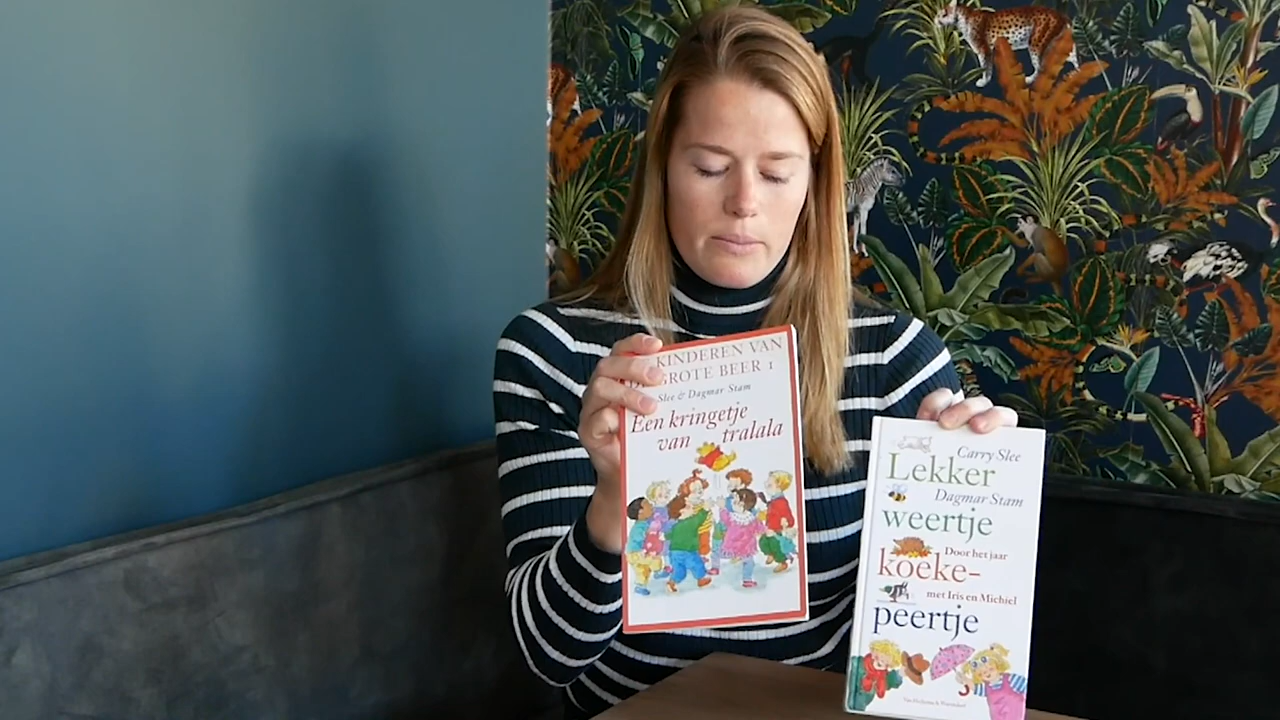 KINDEREN VAN
GROTE BEER 1
Slee & Dagmar Stam
Een kringetje
van tralala
Carry Slee
Lekker
Dagmar Stam
weertje
Door het jaar
koeke-
met Iris en Michiel
peertje